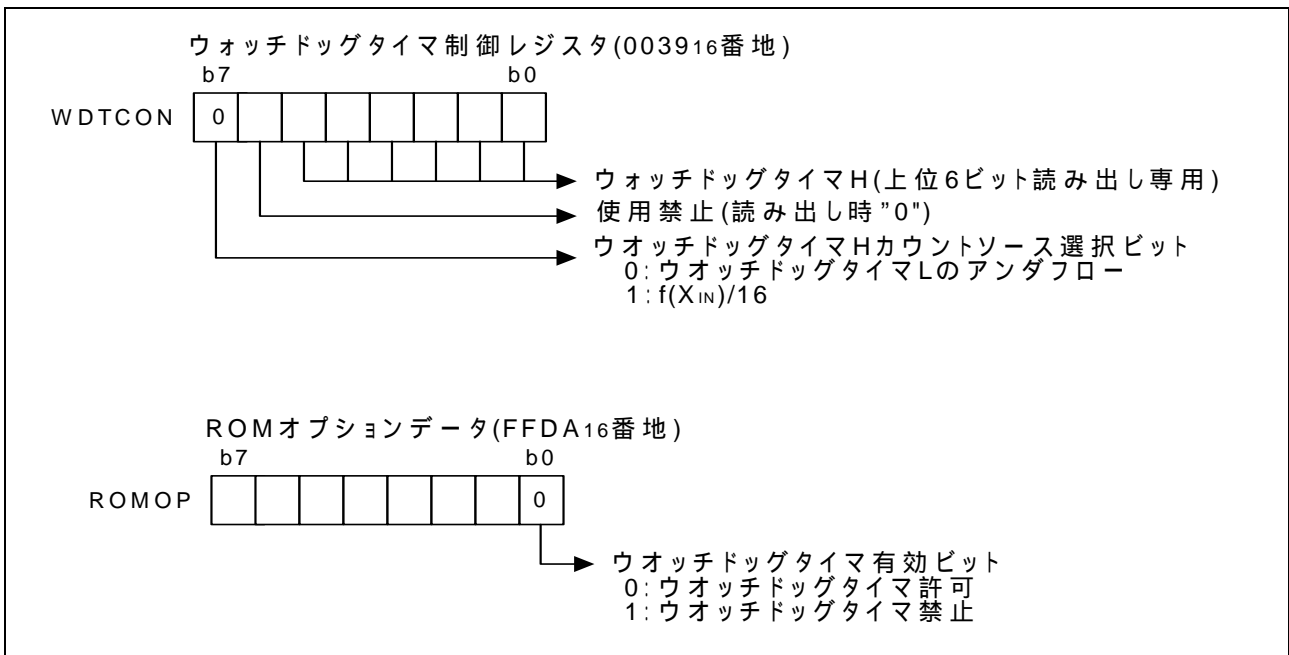 ウォッチドッグタイマ制御レジスタ(003916番地)
b7 b0
WDTCON 0
ウォッチドッグタイマH(上位6ビット読み出し専用)
使用禁止(読み出し時”0")
ウオッチドッグタイマHカウントソース選択ビット
0:ウオッチドッグタイマLのアンダフロー
1:f(XIN)/16
ROMオプションデータ(FFDA16番地)
b7 b0
ROMOP 0
ウオッチドッグタイマ有効ビット
0:ウオッチドッグタイマ許可
1:ウオッチドッグタイマ禁止